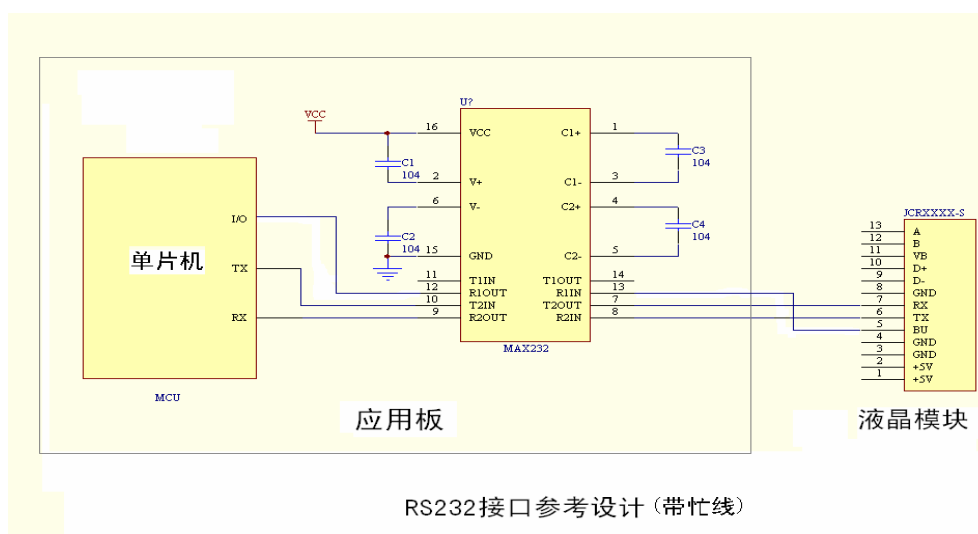 U?
VCC
16 VCC C1+ 1
C1
104
C3
104
2 V+ C1- 3
6 V- C2+ 4
C2
104
C4
104
15 GND C2- 5
11 T1IN T1OUT 14
12 R1OUT R1IN 13
10 T2IN T2OUT 7
9 R2OUT R2IN 8
MAX232
I/O
单片机
TX
RX
MCU
JCRXXXX-S
13 A
12 B
11 VB
10 D+
9 D-
8 GND
7 RX
6 TX
5 BU
4 GND
3 GND
2 +5V
1 +5V
应用板
液晶模块
RS232接口参考设计(带忙线)